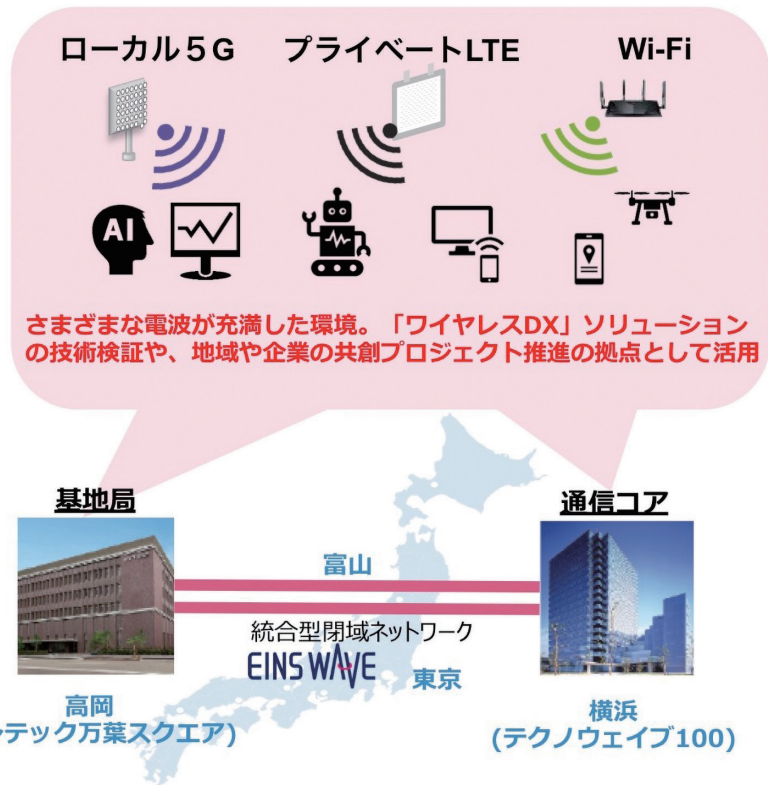 ローカル5G プライベートLTE Wi-Fi
AI
さまざまな電波が充満した環境。「ワイヤレスDX」ソリューション
の技術検証や、地域や企業の共創プロジェクト推進の拠点として活用
基地局
通信コア
富山
統合型閉域ネットワーク
EINS WAVE
東京
高岡
テック万葉スクエア)
横浜
(テクノウェイブ100)